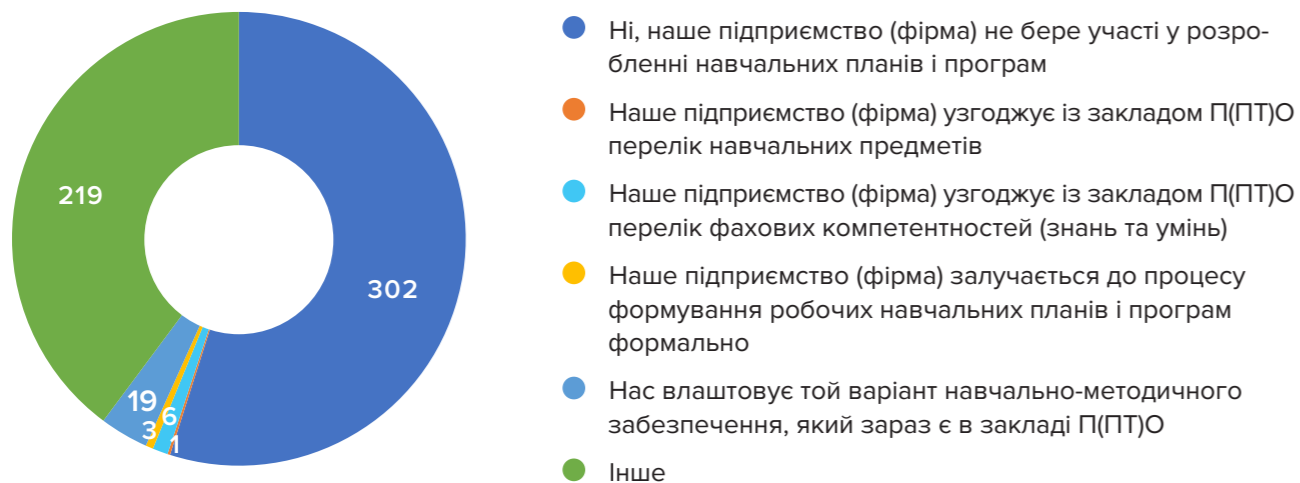 219
302
19
3
6
1
Ні, наше підприємство (фірма) не бере участі у розро-
бленні навчальних планів і програм
Наше підприємство (фірма) узгоджує із закладом П(ПТ)О
перелік навчальних предметів
Наше підприємство (фірма) узгоджує із закладом П(ПТ)О
перелік фахових компетентностей (знань та умінь)
Наше підприємство (фірма) залучається до процесу
формування робочих навчальних планів і програм
формально
Нас влаштовує той варіант навчально-методичного
забезпечення, який зараз є в закладі П(ПТ)О
Інше